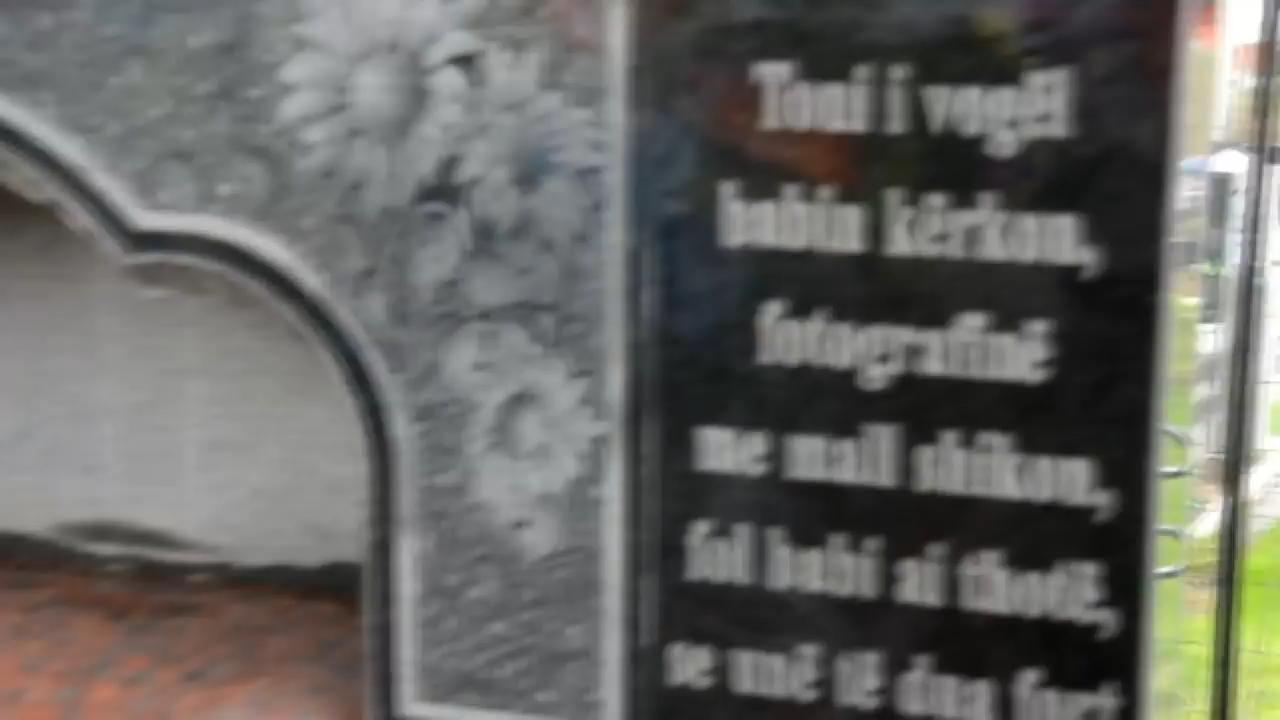 Toni i vogël
babin kërkon,
fotografinë
me mall shikon,
fol babi ai thotë,
se unë të dua fort